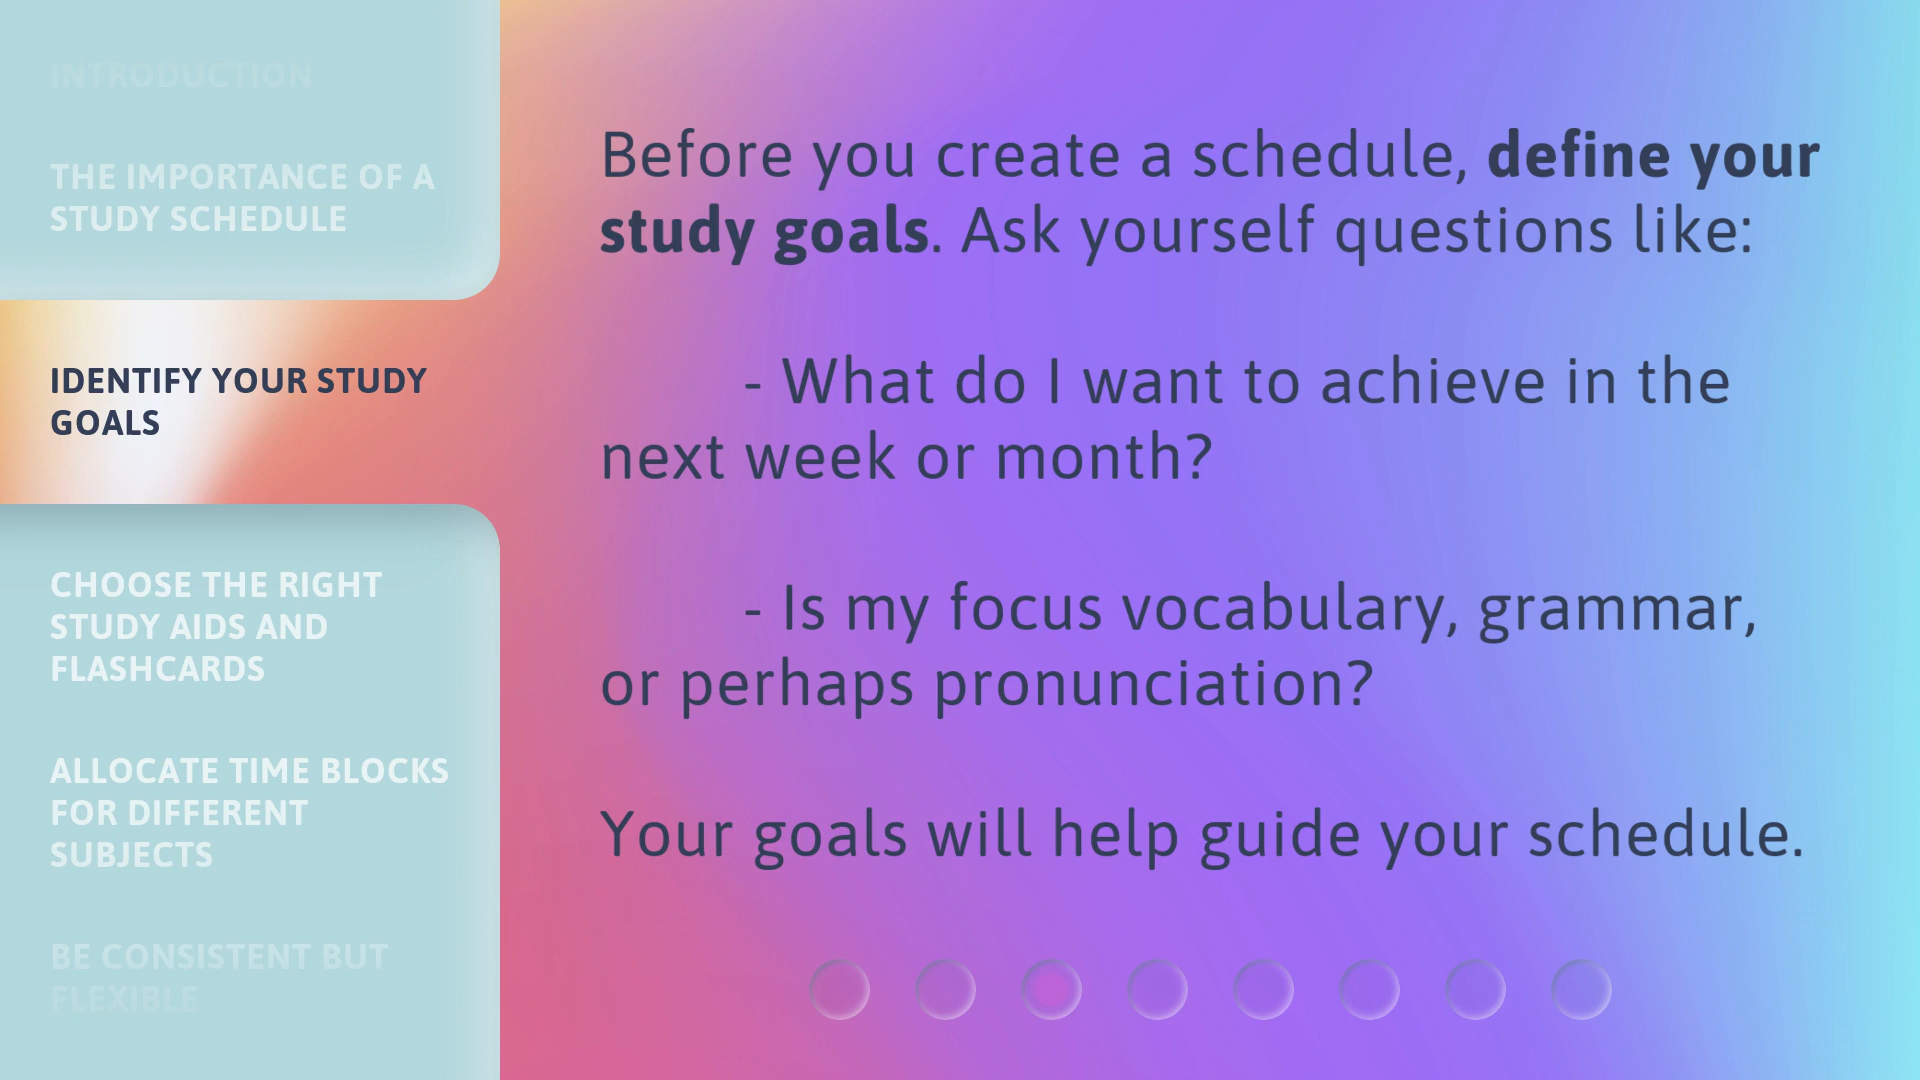 INTRODUCTION
THE IMPORTANCE OF A
STUDY SCHEDULE
IDENTIFY YOUR STUDY
GOALS
CHOOSE THE RIGHT
STUDY AIDS AND
FLASHCARDS
ALLOCATE TIME BLOCKS
FOR DIFFERENT
SUBJECTS
BE CONSISTENT BUT
FLEXIBLE
Before you create a schedule, define your
study goals. Ask yourself questions like:
- What do I want to achieve in the
next week or month?
- Is my focus vocabulary, grammar,
or perhaps pronunciation?
Your goals will help guide your schedule.